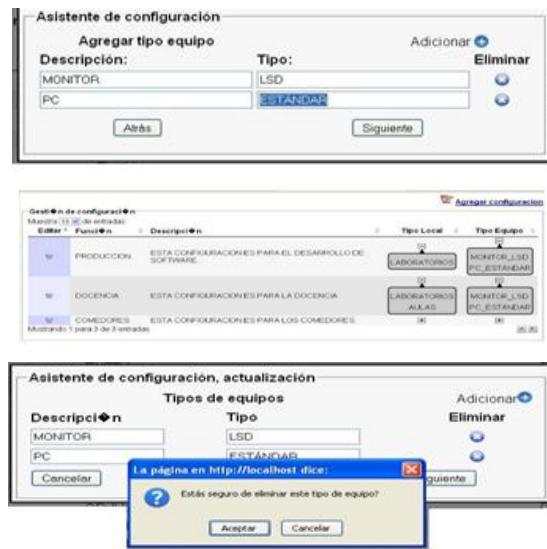 Asistente de configuración
Agregar tipo equipo Adicionar
Descripción: Tipo: Eliminar
MONITOR LSD
PC ESTÁNDAR
Atrás Siguiente
Agregar configuracion
Gesti�n de configuraci�n
Muestra 10 de entradas
Editar Funci�n Descripci�n Tipo Local Tipo Equipo
PRODUCCION ESTA CONFIGURACION ES PARA EL DESARROLLO DE SOFTWARE LABORATORIOS MONITOR_LSD PC_ESTÁNDAR
DOCENCIA ESTA CONFIGURACION ES PARA LA DOCENCIA LABORATORIOS AULAS MONITOR_LSD PC_ESTÁNDAR
COMEDORES ESTA CONFIGURACION ES PARA LOS COMEDORES
Mostrando 1 para 3 de 3 entradas
Asistente de configuración, actualización
Tipos de equipos Adicionar
Descripci�n Tipo Eliminar
MONITOR LSD
PC ESTÁNDAR
Cancelar guiente
La página en http://localhost dice:
Estás seguro de eliminar este tipo de equipo?
Aceptar Cancelar